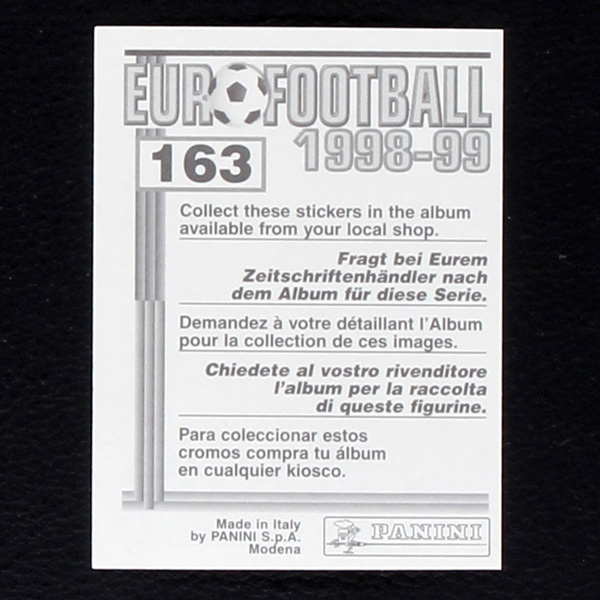 EUROFOOTBALL
1998-99
163
Collect these stickers in the album
available from your local shop.
Fragt bei Eurem
Zeitschriftenhändler nach
dem Album für diese Serie.
Demandez à votre détaillant l'Album
pour la collection de ces images.
Chiedete al vostro rivenditore
l'album per la raccolta
di queste figurine.
Para coleccionar estos
cromos compra tu álbum
en cualquier kiosco.
Made in Italy
by PANINI S.p.A.
Modena
PANINI